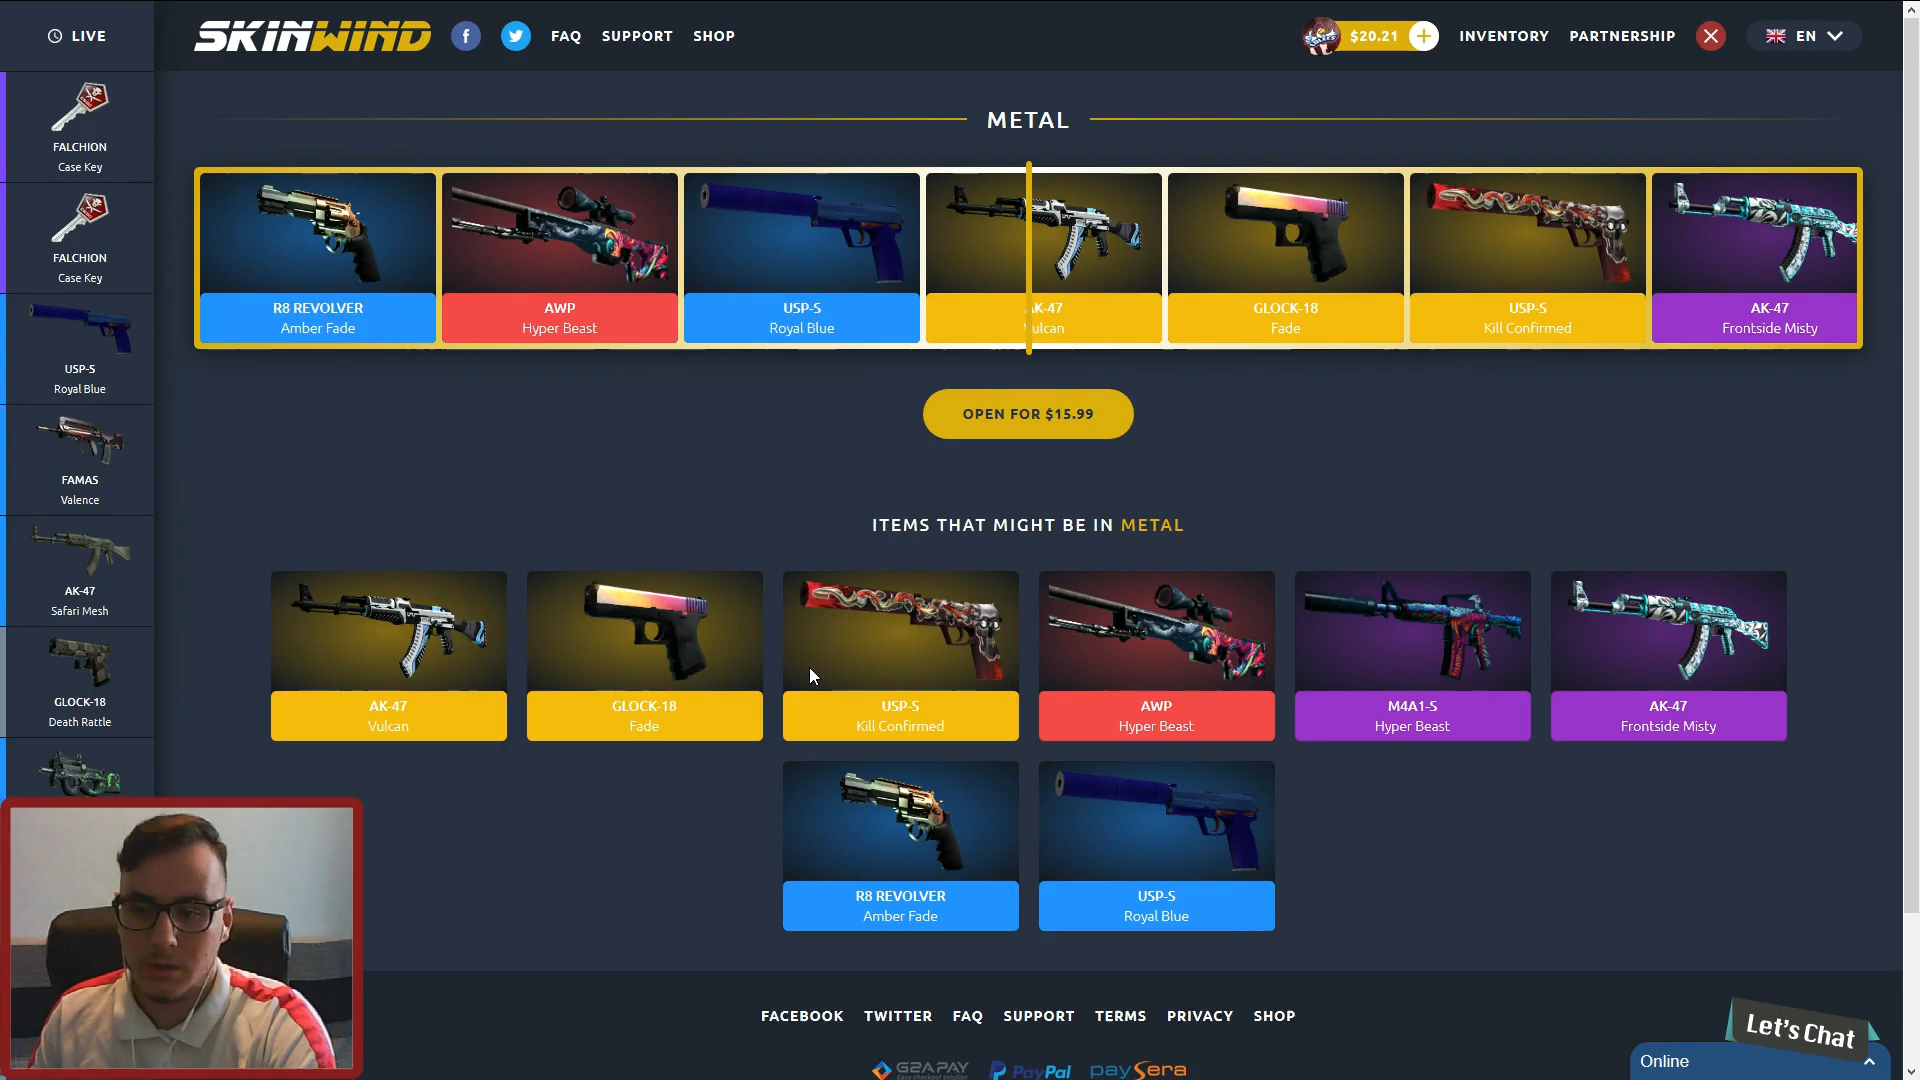 LIVE
SKINWIND
f
FAQ
SUPPORT
SHOP
$20.21
INVENTORY
PARTNERSHIP
EN
FALCHION
Case Key
FALCHION
Case Key
USP-S
Royal Blue
FAMAS
Valence
AK-47
Safari Mesh
GLOCK-18
Death Rattle
METAL
R8 REVOLVER
Amber Fade
AWP
Hyper Beast
USP-S
Royal Blue
AK-47
Vulcan
GLOCK-18
Fade
USP-S
Kill Confirmed
AK-47
Frontside Misty
OPEN FOR $15.99
ITEMS THAT MIGHT BE IN METAL
AK-47
Vulcan
GLOCK-18
Fade
USP-S
Kill Confirmed
AWP
Hyper Beast
M4A1-S
Hyper Beast
AK-47
Frontside Misty
R8 REVOLVER
Amber Fade
USP-S
Royal Blue
FACEBOOK TWITTER FAQ SUPPORT TERMS PRIVACY SHOP
G2APAY
Easy checkout solution
PayPal
paysera
Let's Chat
Online